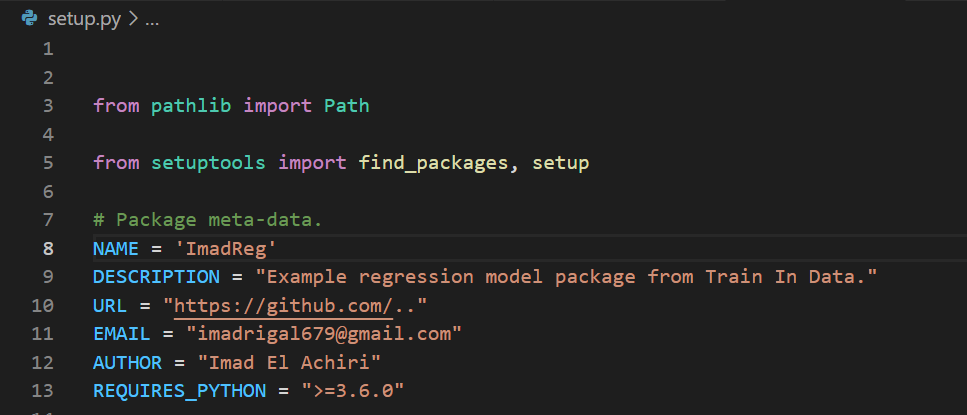 setup.py > ...
1
2
3 from pathlib import Path
4
5 from setuptools import find_packages, setup
6
7 # Package meta-data.
8 NAME = 'ImadReg'
9 DESCRIPTION = "Example regression model package from Train In Data."
10 URL = "https://github.com/.."
11 EMAIL = "imadrigal679@gmail.com"
12 AUTHOR = "Imad El Achiri"
13 REQUIRES_PYTHON = ">=3.6.0"